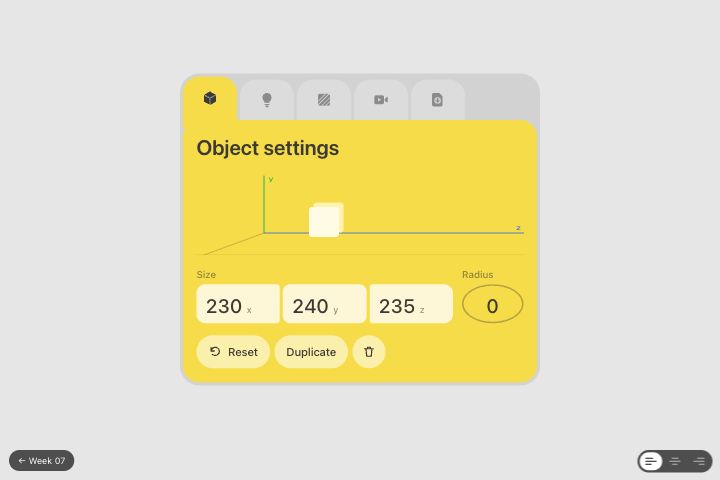 Object settings
y
z
Size
Radius
230 x
240 y
235 z
0
Reset
Duplicate
← Week 07